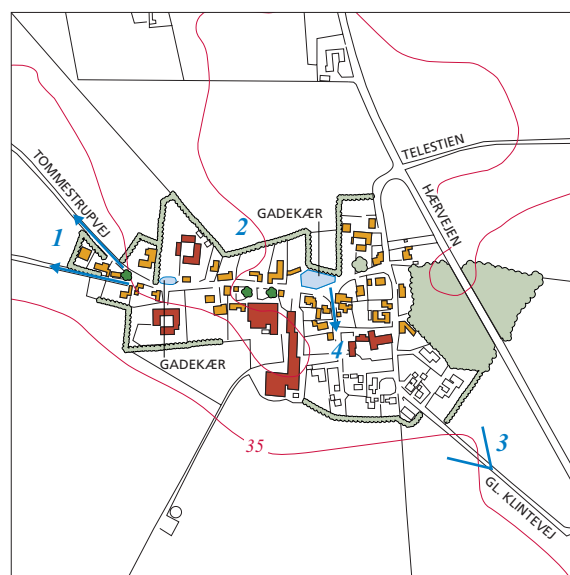 TELESTIEN
TOMMESTRUPVEJ
HÆRVEJEN
2
GADEKÆR
1
4
GADEKÆR
35
3
GL. KLINTEVEJ